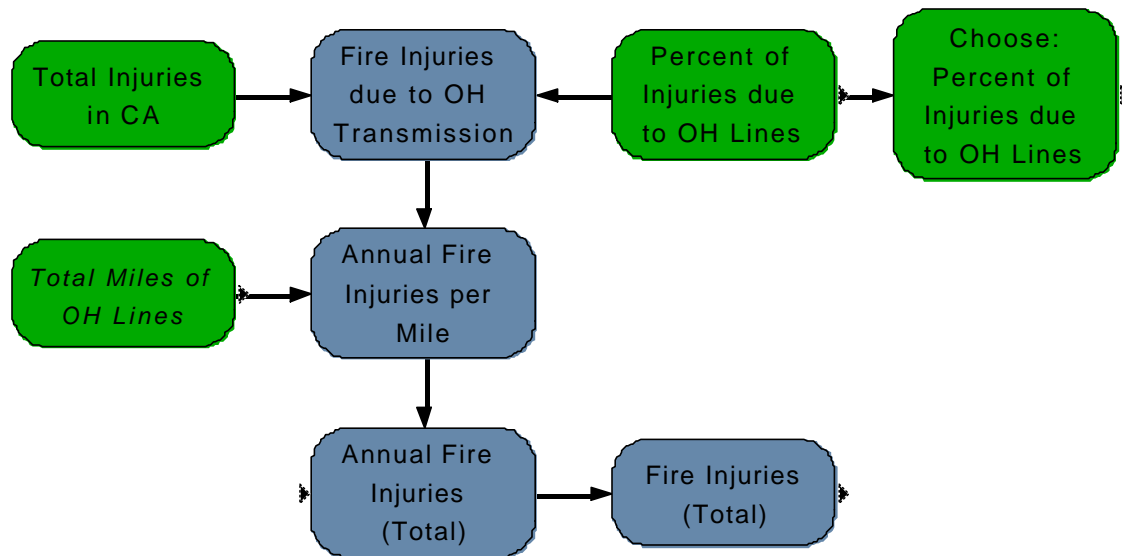 Total Injuries
in CA
Fire Injuries
due to OH
Transmission
Percent of
Injuries due
to OH Lines
Choose:
Percent of
Injuries due
to OH Lines
Total Miles of
OH Lines
Annual Fire
Injuries per
Mile
Annual Fire
Injuries
(Total)
Fire Injuries
(Total)